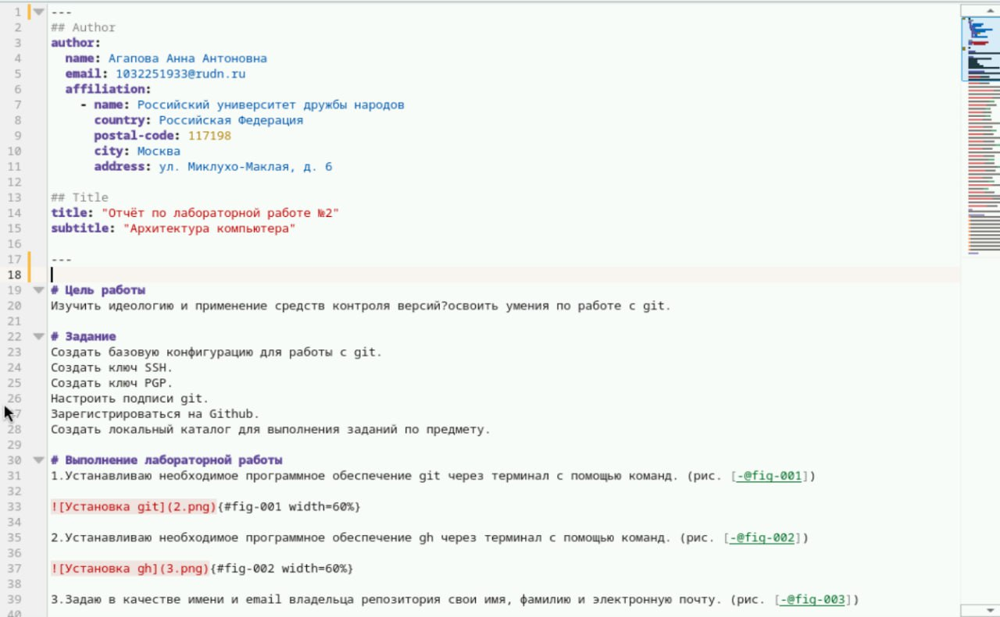 1 ---
2 ## Author
3 author:
4   name: Агапова Анна Антоновна
5   email: 1032251933@rudn.ru
6   affiliation:
7     - name: Российский университет дружбы народов
8       country: Российская Федерация
9       postal-code: 117198
10       city: Москва
11       address: ул. Миклухо-Маклая, д. 6
12
13 ## Title
14 title: "Отчёт по лабораторной работе №2"
15 subtitle: "Архитектура компьютера"
16
17 ---
18
19 # Цель работы
20 Изучить идеологию и применение средств контроля версий?освоить умения по работе с git.
21
22 # Задание
23 Создать базовую конфигурацию для работы с git.
24 Создать ключ SSH.
25 Создать ключ PGP.
26 Настроить подписи git.
27 Зарегистрироваться на Github.
28 Создать локальный каталог для выполнения заданий по предмету.
29
30 # Выполнение лабораторной работы
31 1.Устанавливаю необходимое программное обеспечение git через терминал с помощью команд. (рис. [-@fig-001])
32
33 ![Установка git](2.png){#fig-001 width=60%}
34
35 2.Устанавливаю необходимое программное обеспечение gh через терминал с помощью команд. (рис. [-@fig-002])
36
37 ![Установка gh](3.png){#fig-002 width=60%}
38
39 3.Задаю в качестве имени и email владельца репозитория свои имя, фамилию и электронную почту. (рис. [-@fig-003])
40